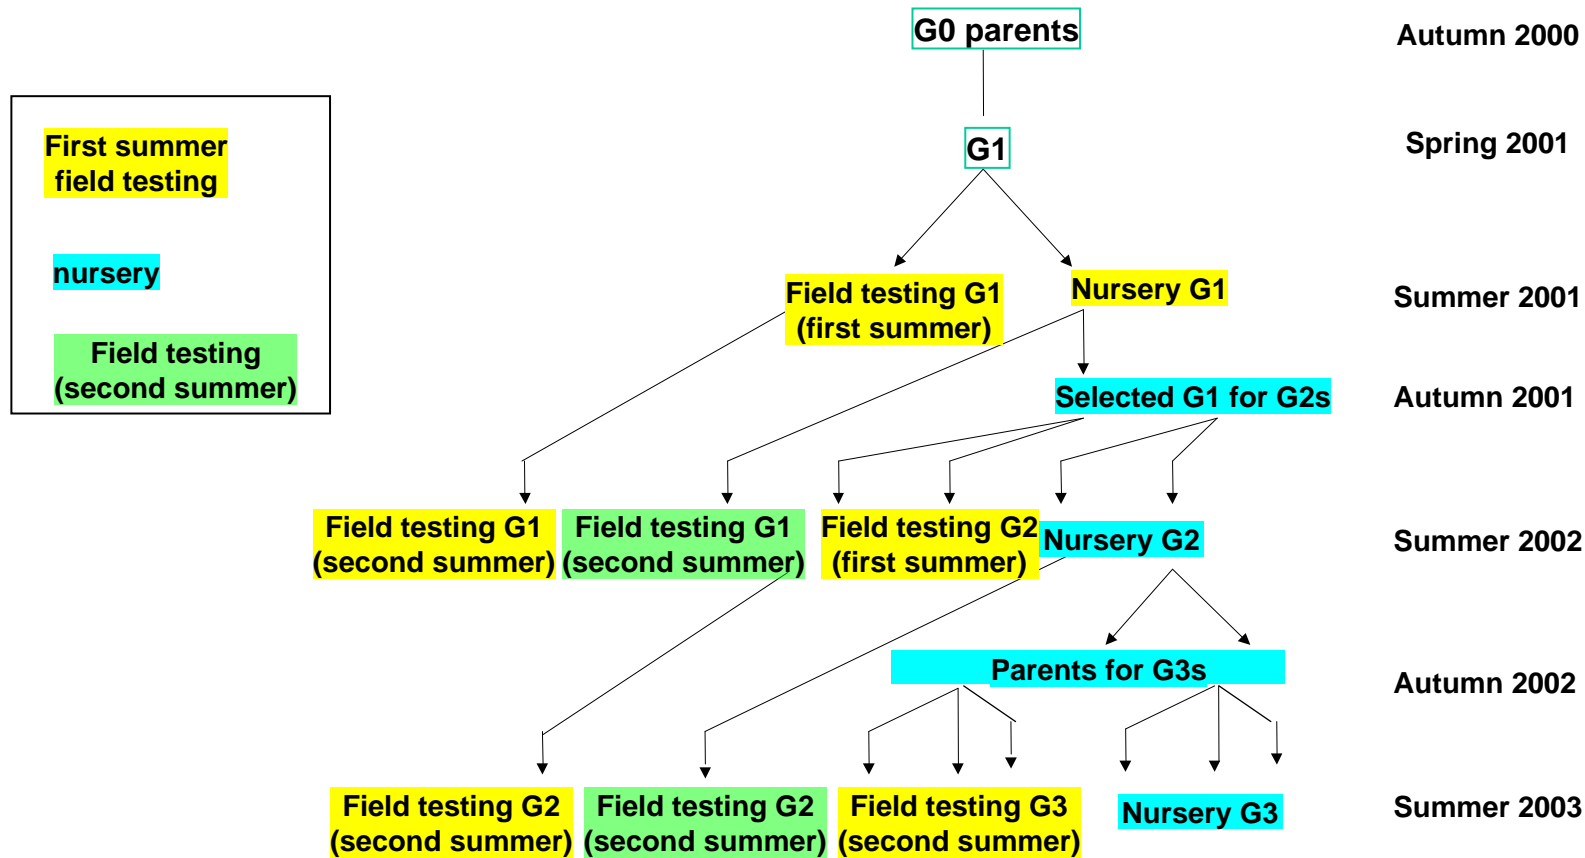 G0 parents
Autumn 2000
First summer
field testing
nursery
Field testing
(second summer)
G1
Spring 2001
Field testing G1
(first summer)
Nursery G1
Summer 2001
Selected G1 for G2s
Autumn 2001
Field testing G1
(second summer)
Field testing G1
(second summer)
Field testing G2
(first summer)
Nursery G2
Summer 2002
Parents for G3s
Autumn 2002
Field testing G2
(second summer)
Field testing G2
(second summer)
Field testing G3
(second summer)
Nursery G3
Summer 2003